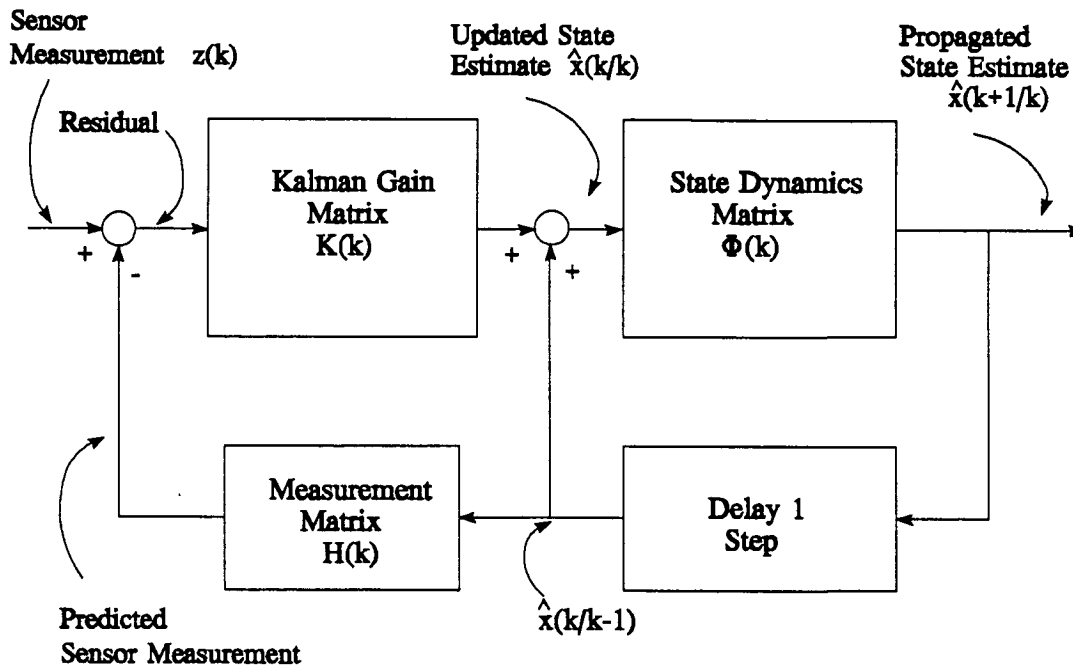 Sensor
Measurement z(k)
Residual
Updated State
Estimate x̂(k/k)
Propagated
State Estimate
x̂(k+1/k)
Kalman Gain
Matrix
K(k)
State Dynamics
Matrix
Φ(k)
+
-
+
+
Measurement
Matrix
H(k)
Delay 1
Step
Predicted
Sensor Measurement
x̂(k/k-1)